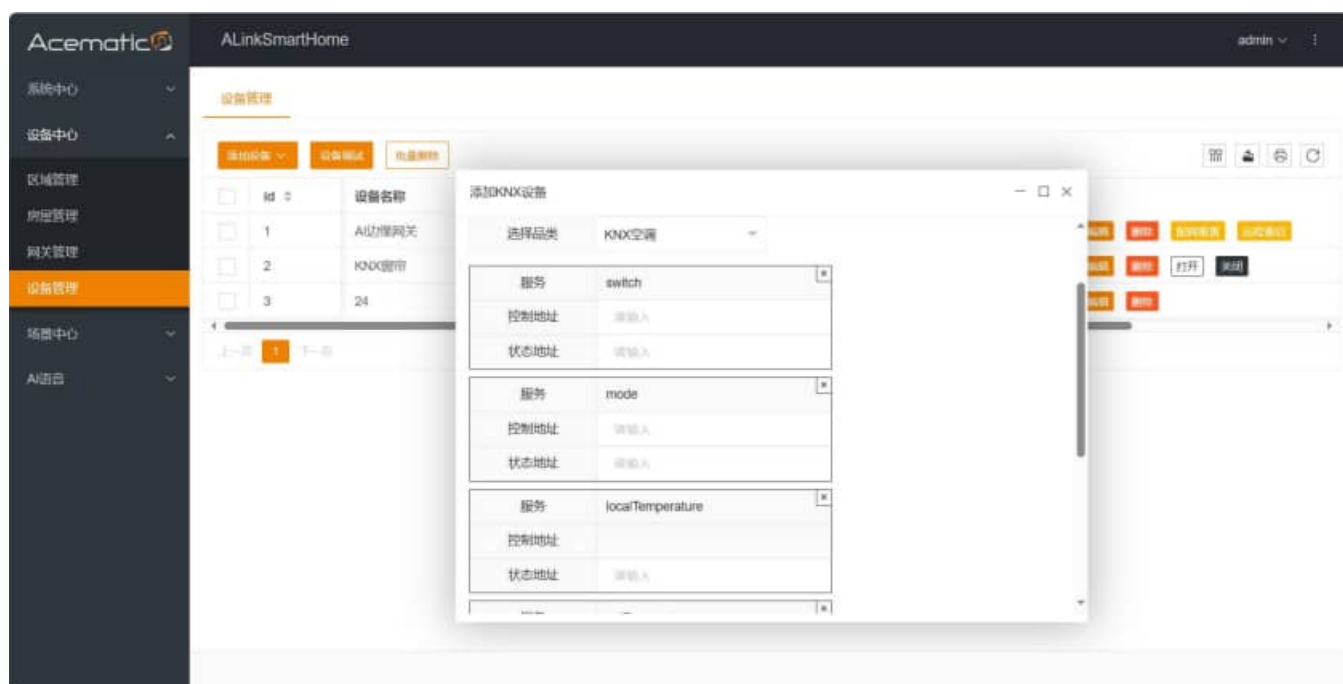 Acematic
ALinkSmartHome
admin
系统中心
设备中心
区域管理
房屋管理
网关管理
设备管理
场景中心
AI语音
设备管理
添加设备
设备调试
批量删除
id
设备名称
1
AI边缘网关
编辑
删除
2
KNX窗帘
编辑
删除
打开
关闭
3
24
编辑
删除
上一页
1
下一页
添加KNX设备
选择品类
KNX空调
服务
switch
控制地址
请输入
状态地址
请输入
服务
mode
控制地址
请输入
状态地址
请输入
服务
localTemperature
控制地址
状态地址
请输入